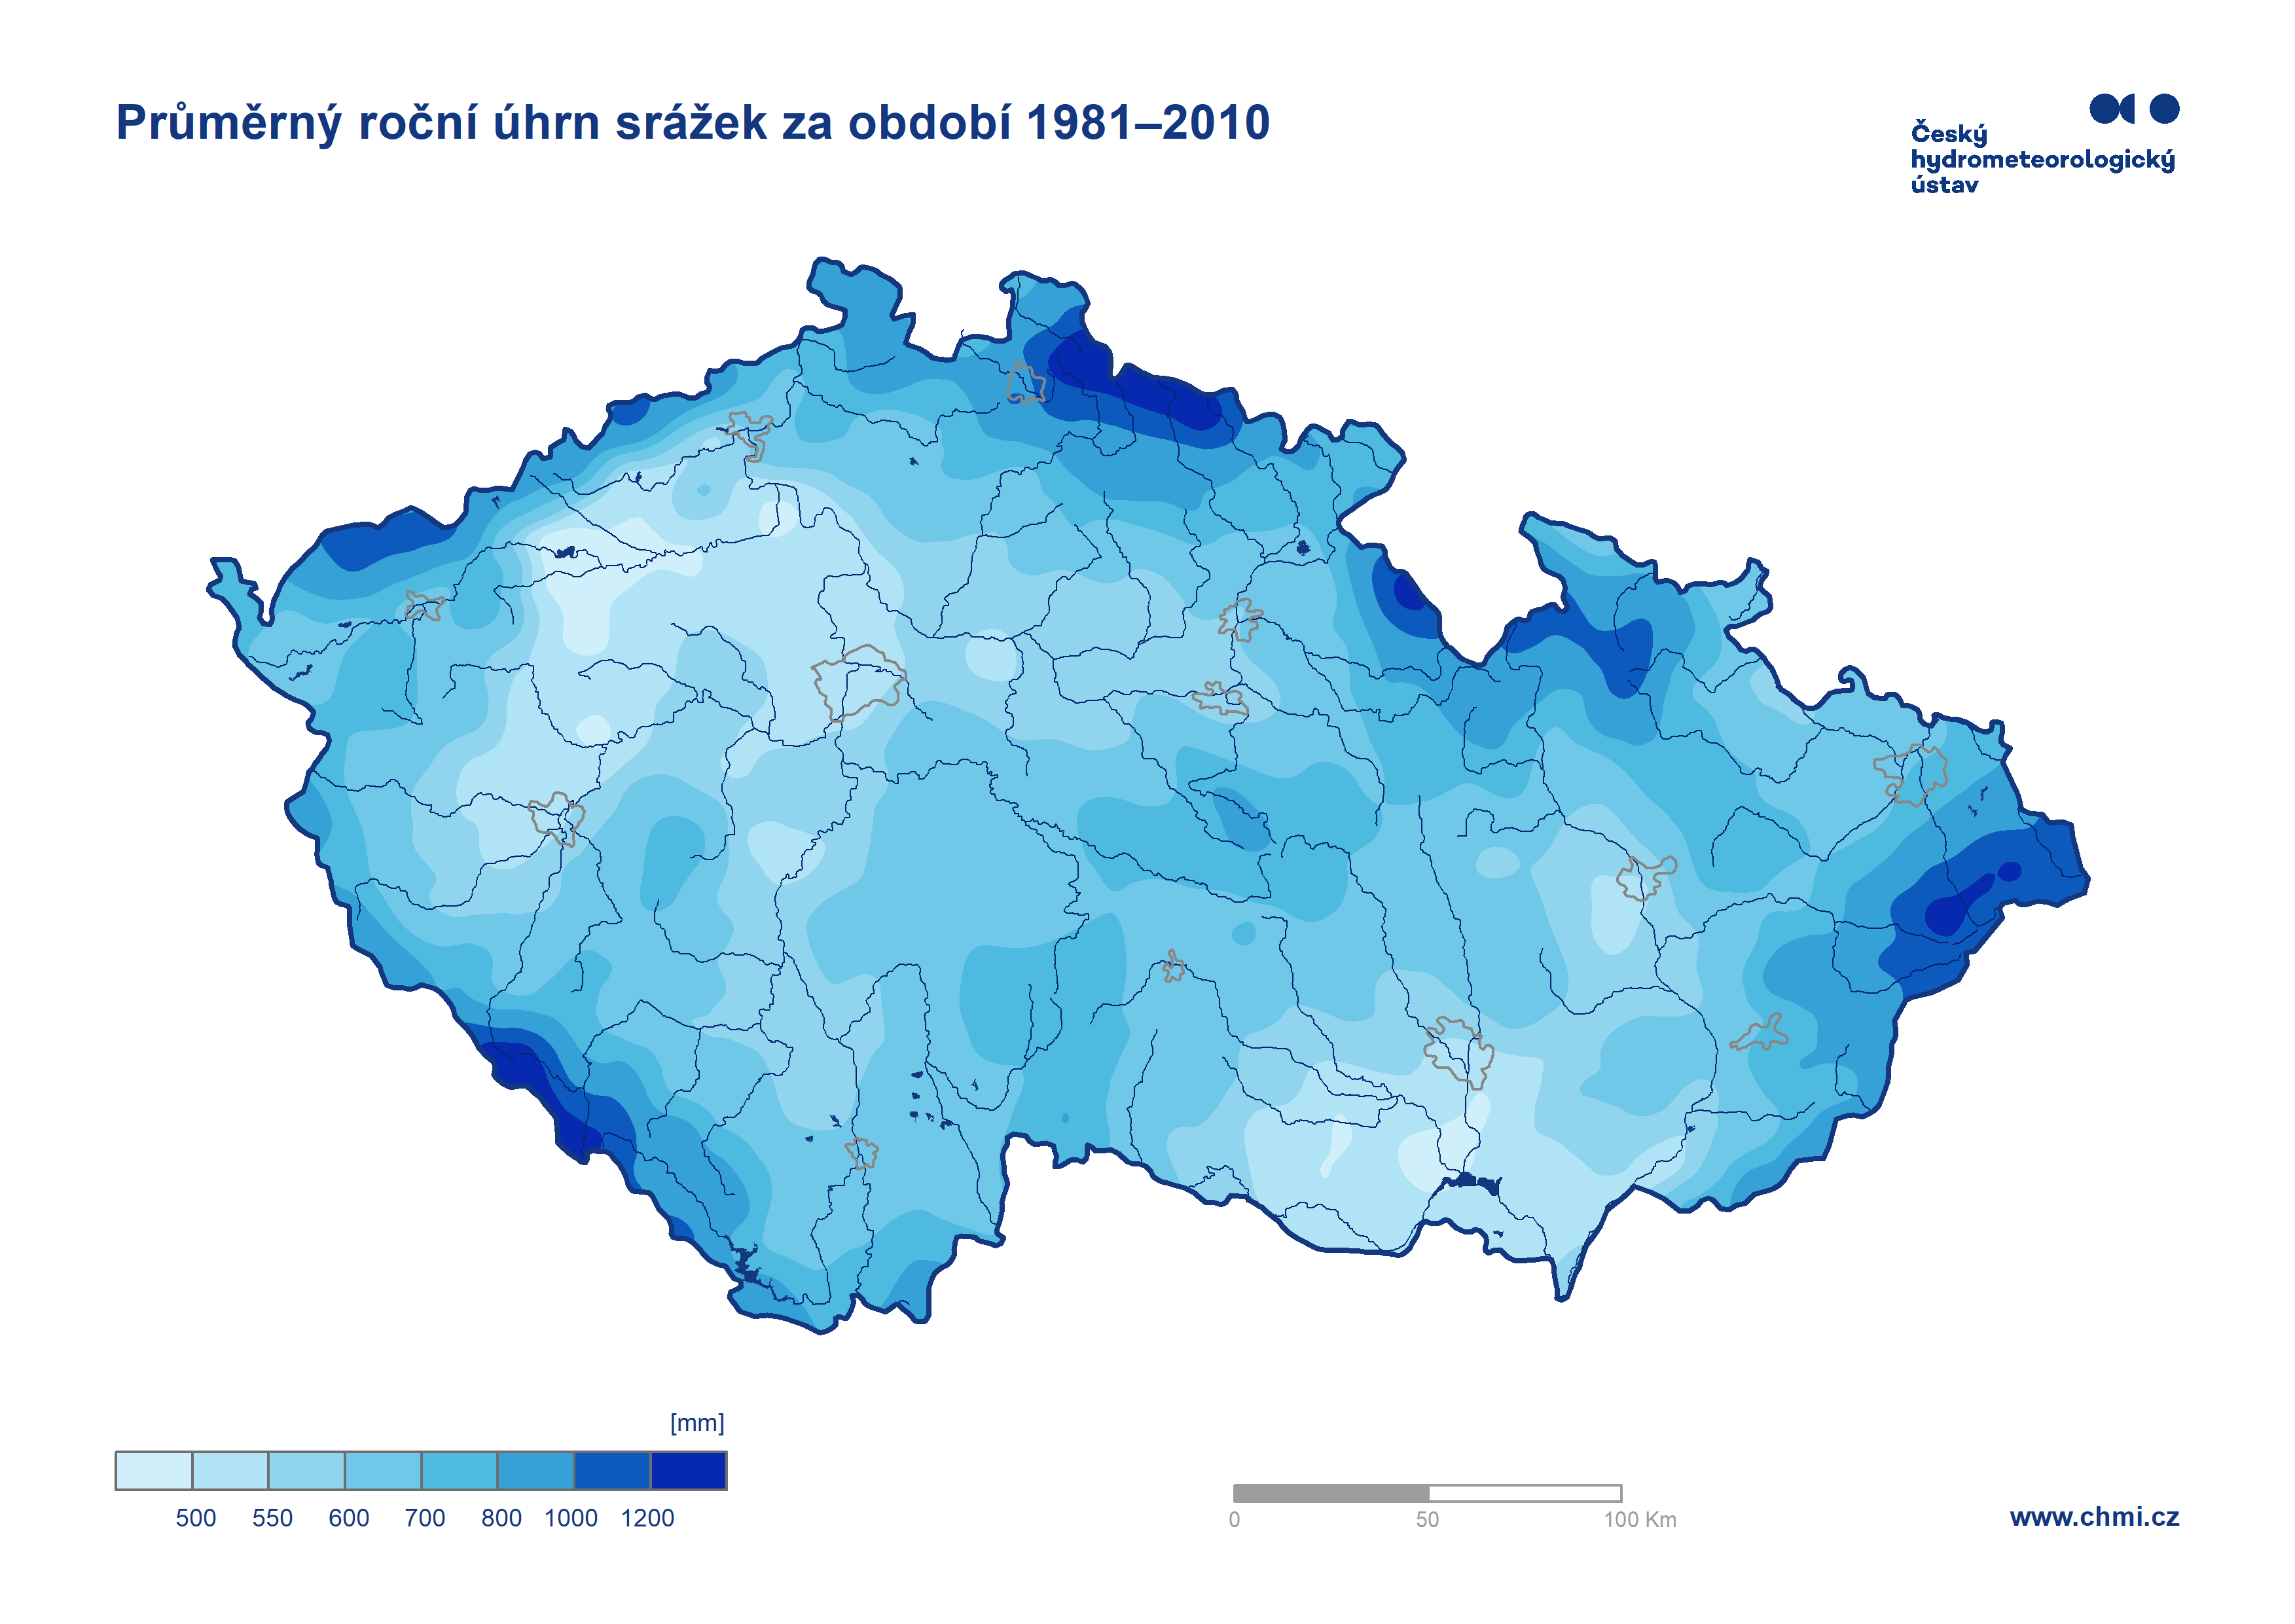 Průměrný roční úhrn srážek za období 1981–2010
Český
hydrometeorologický
ústav
[mm]
500 550 600 700 800 1000 1200
0 50 100 Km
www.chmi.cz